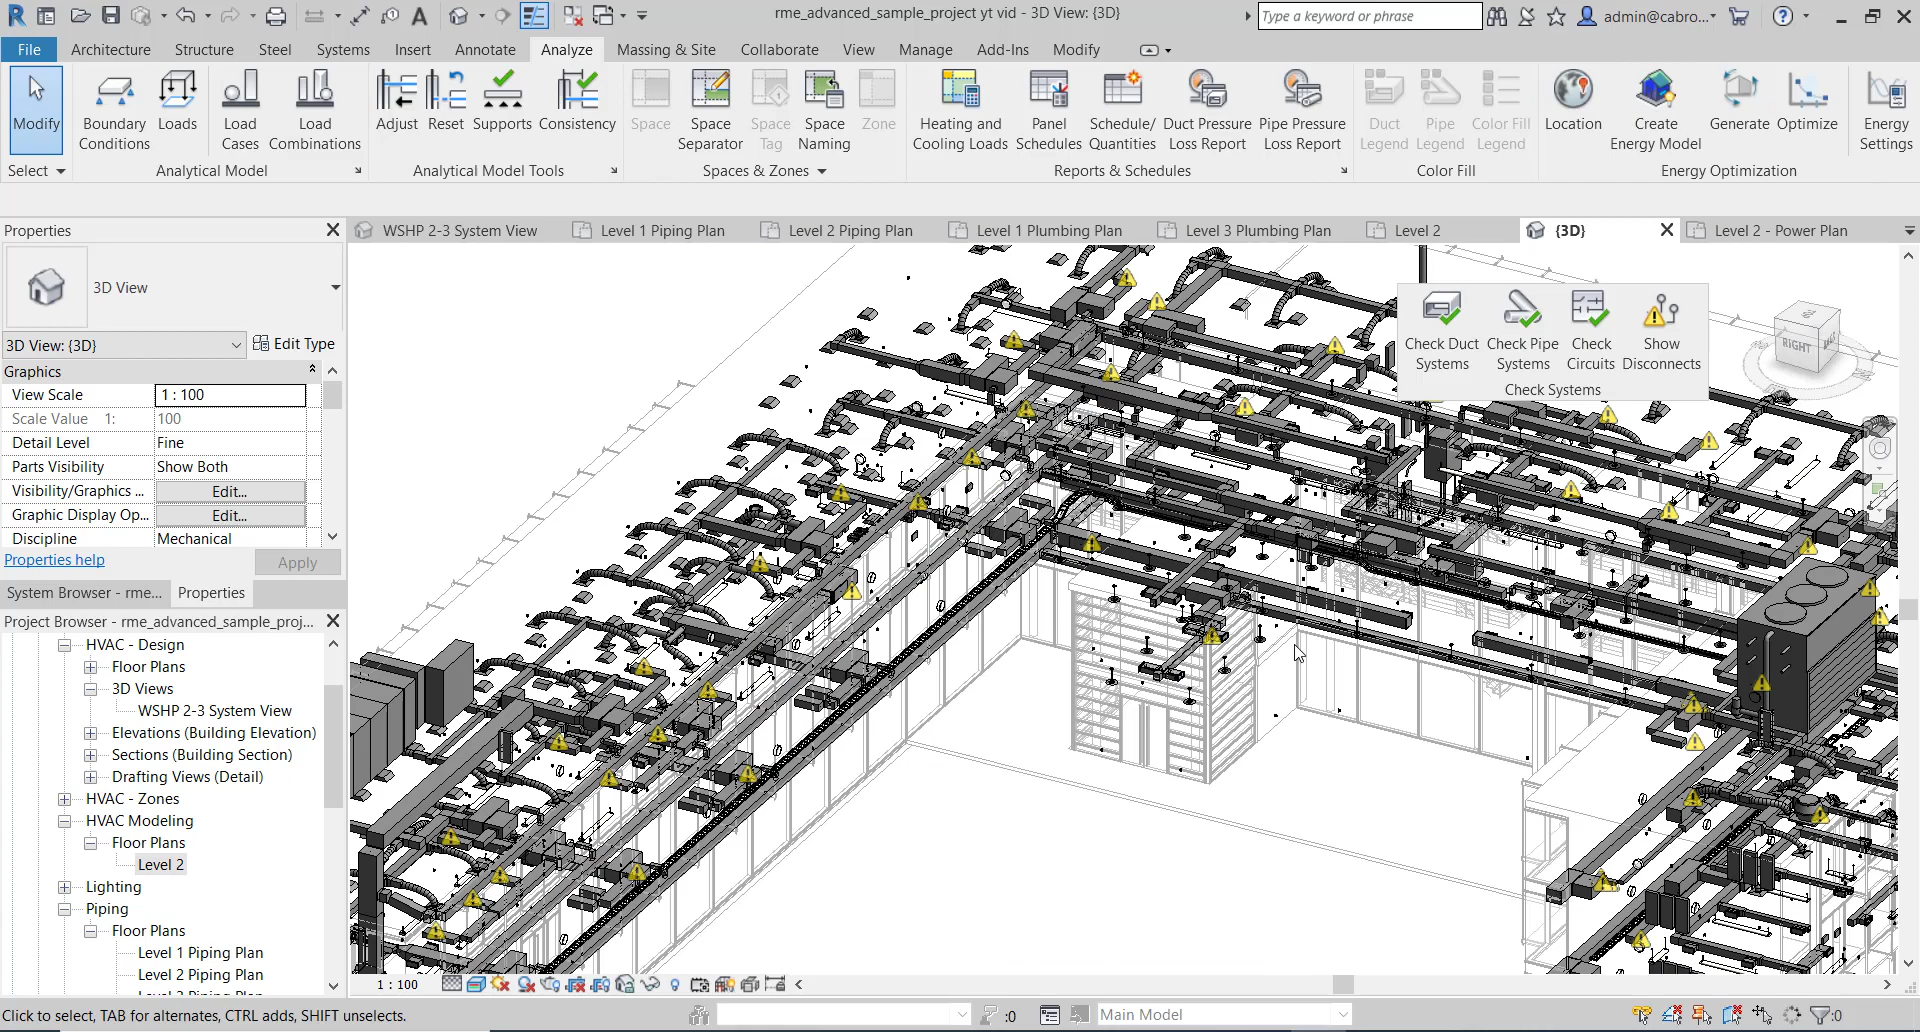 rme_advanced_sample_project yt vid - 3D View: {3D}
Type a keyword or phrase
admin@cabro...
File Architecture Structure Steel Systems Insert Annotate Analyze Massing & Site Collaborate View Manage Add-Ins Modify
Modify
Boundary Conditions
Loads
Load Cases
Load Combinations
Adjust
Reset
Supports
Consistency
Space
Space Separator
Space Tag
Space Naming
Zone
Heating and Cooling Loads
Panel Schedules
Schedule/ Quantities
Duct Pressure Loss Report
Pipe Pressure Loss Report
Duct Legend
Pipe Legend
Color Fill Legend
Location
Create Energy Model
Generate
Optimize
Energy Settings
Select
Analytical Model
Analytical Model Tools
Spaces & Zones
Reports & Schedules
Color Fill
Energy Optimization
Properties
WSHP 2-3 System View
Level 1 Piping Plan
Level 2 Piping Plan
Level 1 Plumbing Plan
Level 3 Plumbing Plan
Level 2
{3D}
Level 2 - Power Plan
3D View
3D View: {3D}
Edit Type
Graphics
View Scale 1 : 100
Scale Value 1: 100
Detail Level Fine
Parts Visibility Show Both
Visibility/Graphics ... Edit...
Graphic Display Op... Edit...
Discipline Mechanical
Properties help
Apply
System Browser - rme...
Properties
Project Browser - rme_advanced_sample_proj...
HVAC - Design
Floor Plans
3D Views
WSHP 2-3 System View
Elevations (Building Elevation)
Sections (Building Section)
Drafting Views (Detail)
HVAC - Zones
HVAC Modeling
Floor Plans
Level 2
Lighting
Piping
Floor Plans
Level 1 Piping Plan
Level 2 Piping Plan
Check Duct Systems
Check Pipe Systems
Check Circuits
Show Disconnects
Check Systems
RIGHT
1 : 100
Click to select, TAB for alternates, CTRL adds, SHIFT unselects.
:0
Main Model
:0